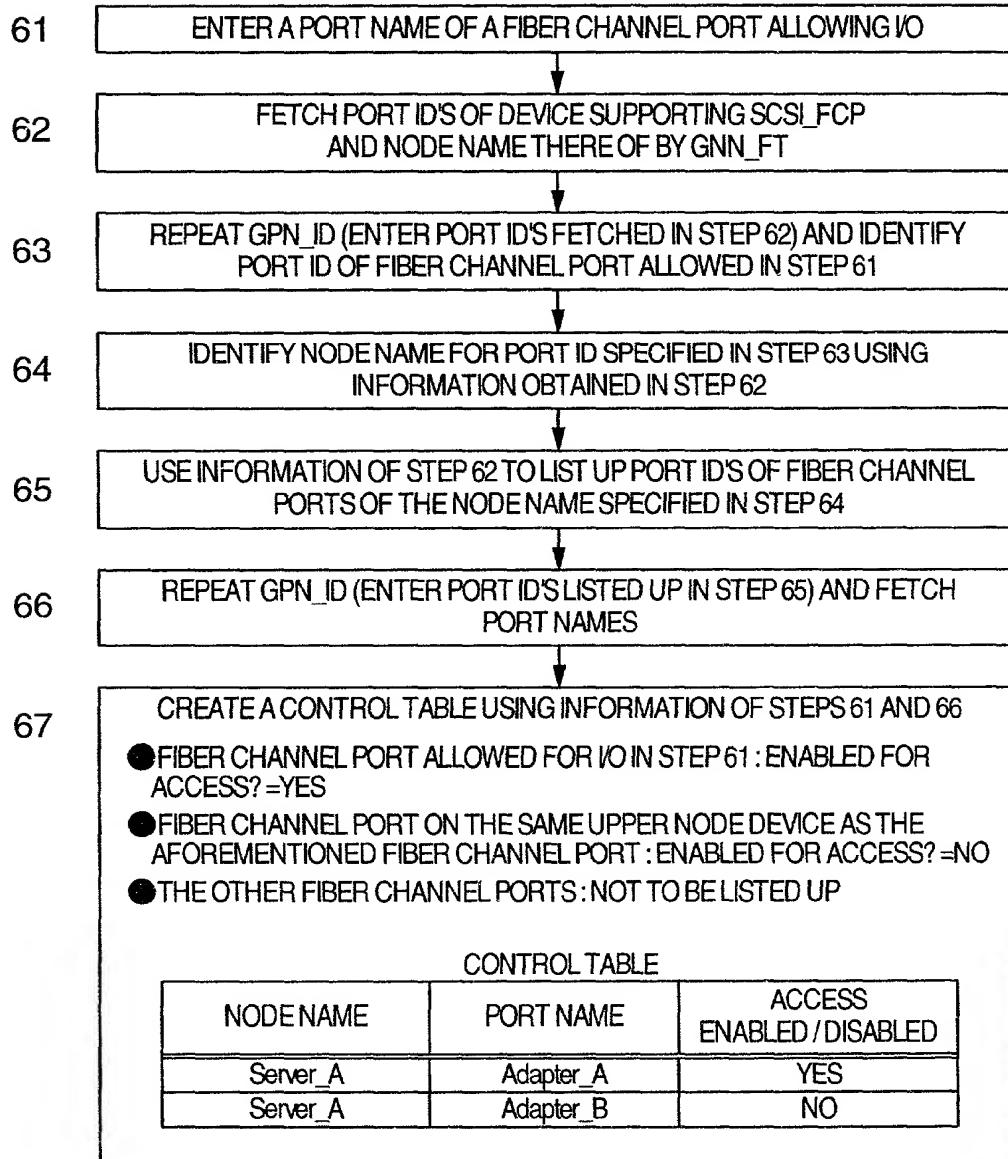 61
ENTER A PORT NAME OF A FIBER CHANNEL PORT ALLOWING I/O
62
FETCH PORT ID'S OF DEVICE SUPPORTING SCSI_FCP
AND NODE NAME THERE OF BY GNN_FT
63
REPEAT GPN_ID (ENTER PORT ID'S FETCHED IN STEP 62) AND IDENTIFY
PORT ID OF FIBER CHANNEL PORT ALLOWED IN STEP 61
64
IDENTIFY NODE NAME FOR PORT ID SPECIFIED IN STEP 63 USING
INFORMATION OBTAINED IN STEP 62
65
USE INFORMATION OF STEP 62 TO LIST UP PORT ID'S OF FIBER CHANNEL
PORTS OF THE NODE NAME SPECIFIED IN STEP 64
66
REPEAT GPN_ID (ENTER PORT ID'S LISTED UP IN STEP 65) AND FETCH
PORT NAMES
67
CREATE A CONTROL TABLE USING INFORMATION OF STEPS 61 AND 66
●FIBER CHANNEL PORT ALLOWED FOR I/O IN STEP 61 : ENABLED FOR
ACCESS? =YES
●FIBER CHANNEL PORT ON THE SAME UPPER NODE DEVICE AS THE
AFOREMENTIONED FIBER CHANNEL PORT : ENABLED FOR ACCESS? =NO
●THE OTHER FIBER CHANNEL PORTS : NOT TO BE LISTED UP
CONTROL TABLE
NODE NAME PORT NAME ACCESS
ENABLED / DISABLED
Server_A Adapter_A YES
Server_A Adapter_B NO